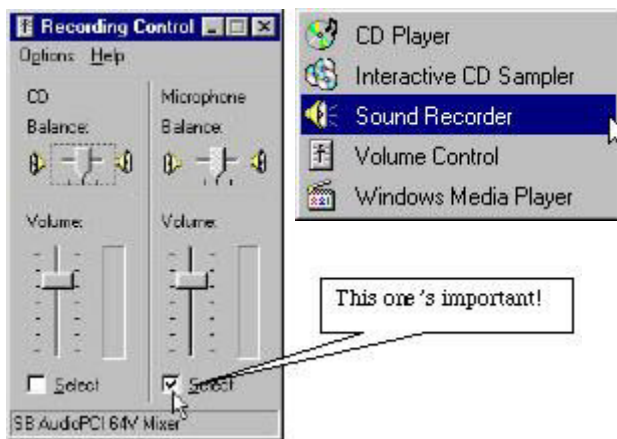 Recording Control
Options Help
CD
Balance:
Volume:
Select
Microphone
Balance:
Volume:
Select
SB AudioPCI 64V Mixer
CD Player
Interactive CD Sampler
Sound Recorder
Volume Control
Windows Media Player
This one's important!